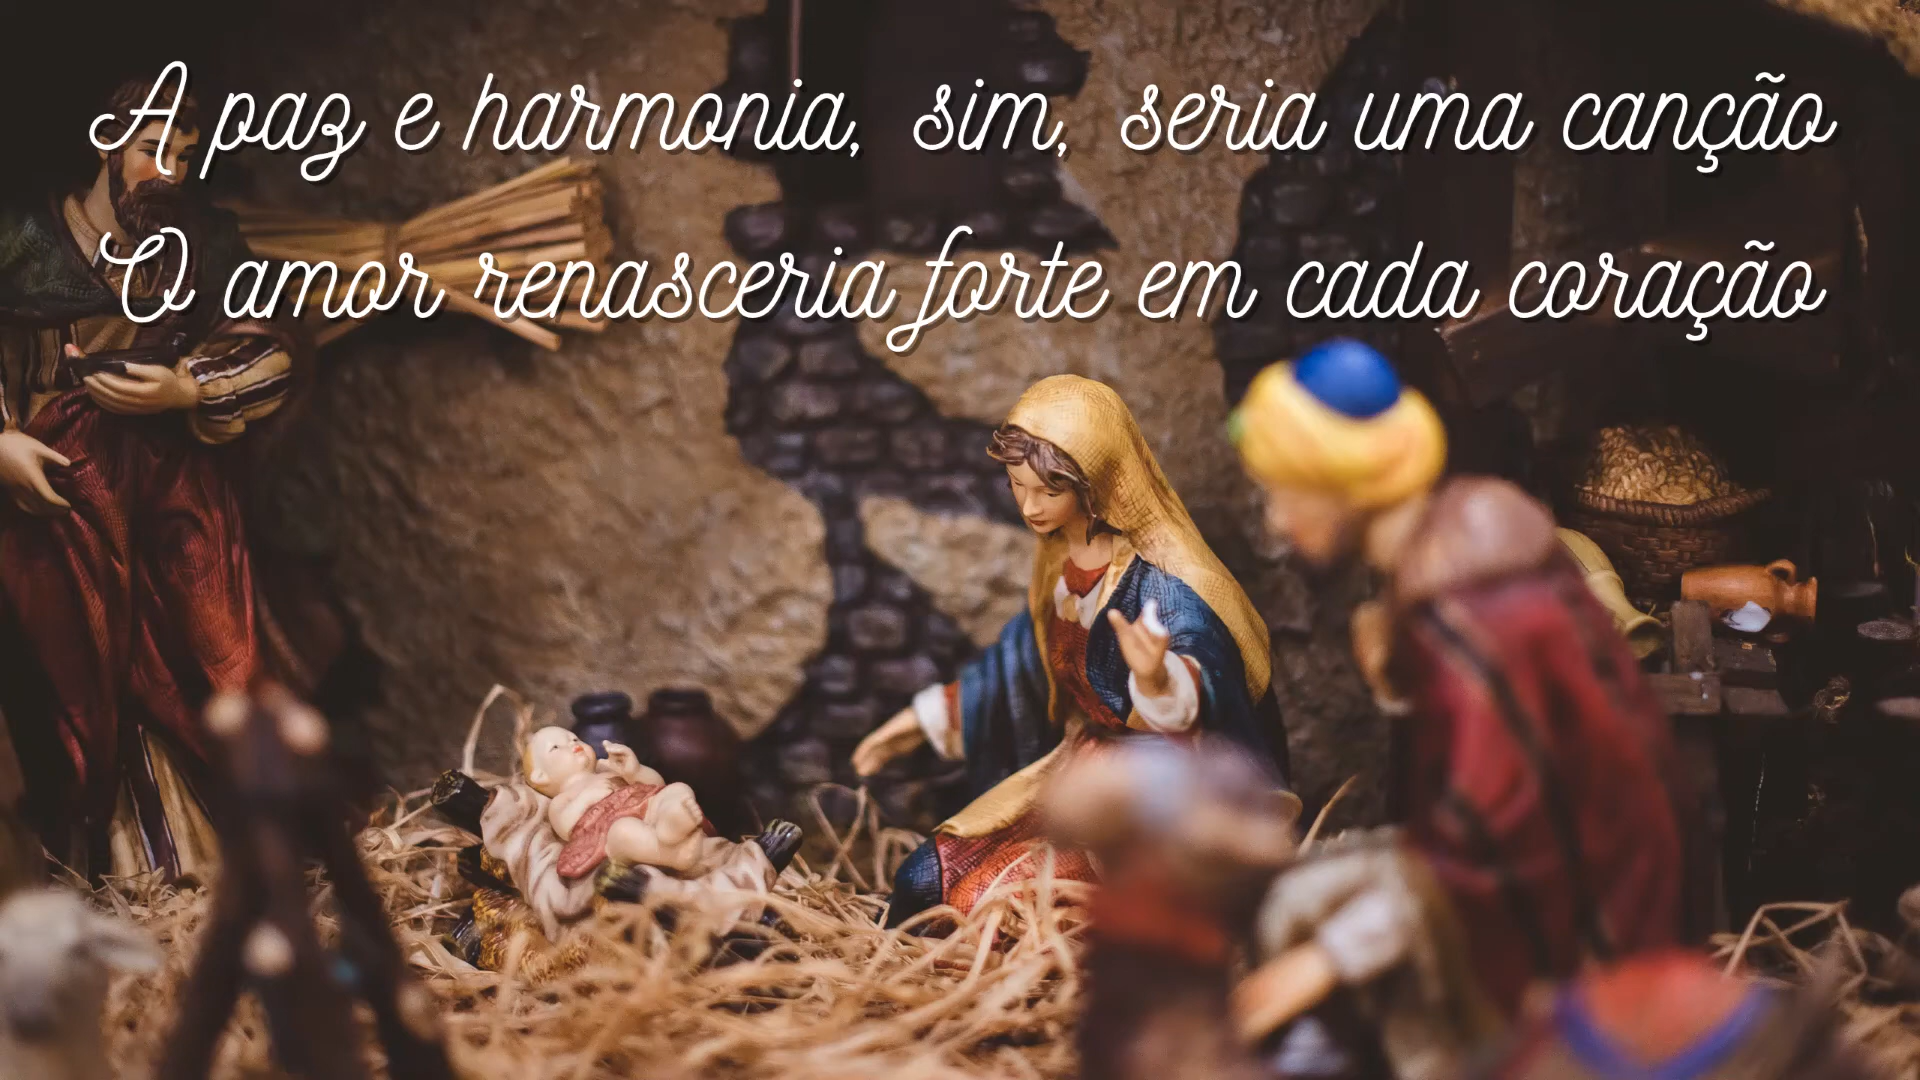 A paz e harmonia, sim, seria uma canção
O amor renasceria forte em cada coração